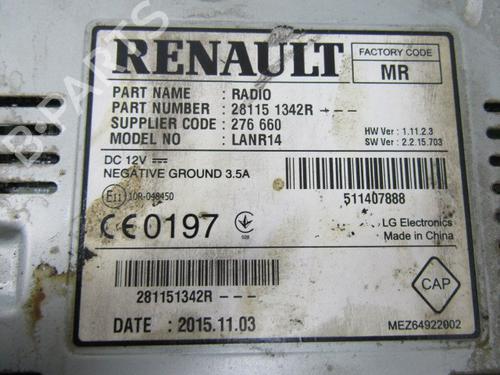 RENAULT
FACTORY CODE
MR
PART NAME : RADIO
PART NUMBER : 28115 1342R ---
SUPPLIER CODE : 276 660
MODEL NO : LANR14
HW Ver : 1.11.2.3
SW Ver : 2.2.15.703
DC 12V
NEGATIVE GROUND 3.5A
E11 10R-048450
511407888
CE0197
LG Electronics
Made in China
281151342R ---
CAP
DATE : 2015.11.03
MEZ64922002
B-PARTS